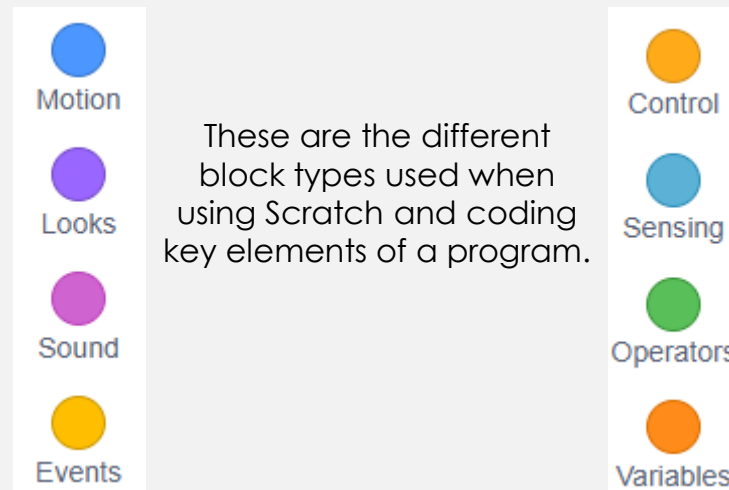 Motion
Looks
Sound
Events
These are the different
block types used when
using Scratch and coding
key elements of a program.
Control
Sensing
Operators
Variables